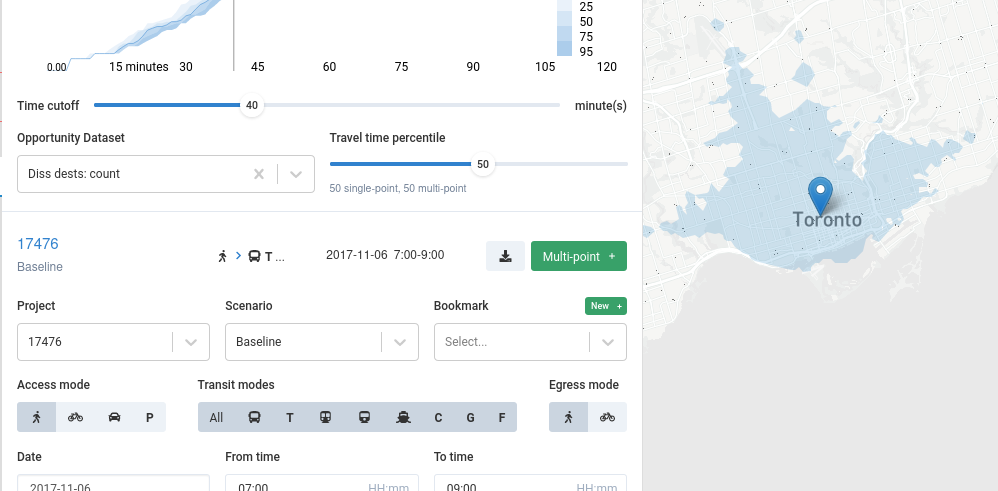 25
50
75
95
0.00 15 minutes 30 45 60 75 90 105 120
Time cutoff 40 minute(s)
Opportunity Dataset Travel time percentile
Diss dests: count 50
50 single-point, 50 multi-point
17476
Baseline
T ... 2017-11-06 7:00-9:00 Multi-point +
Project Scenario Bookmark New +
17476 Baseline Select...
Access mode Transit modes Egress mode
P All T C G F
Date From time To time
2017-11-06 07:00 HH:mm 09:00 HH:mm
Toronto